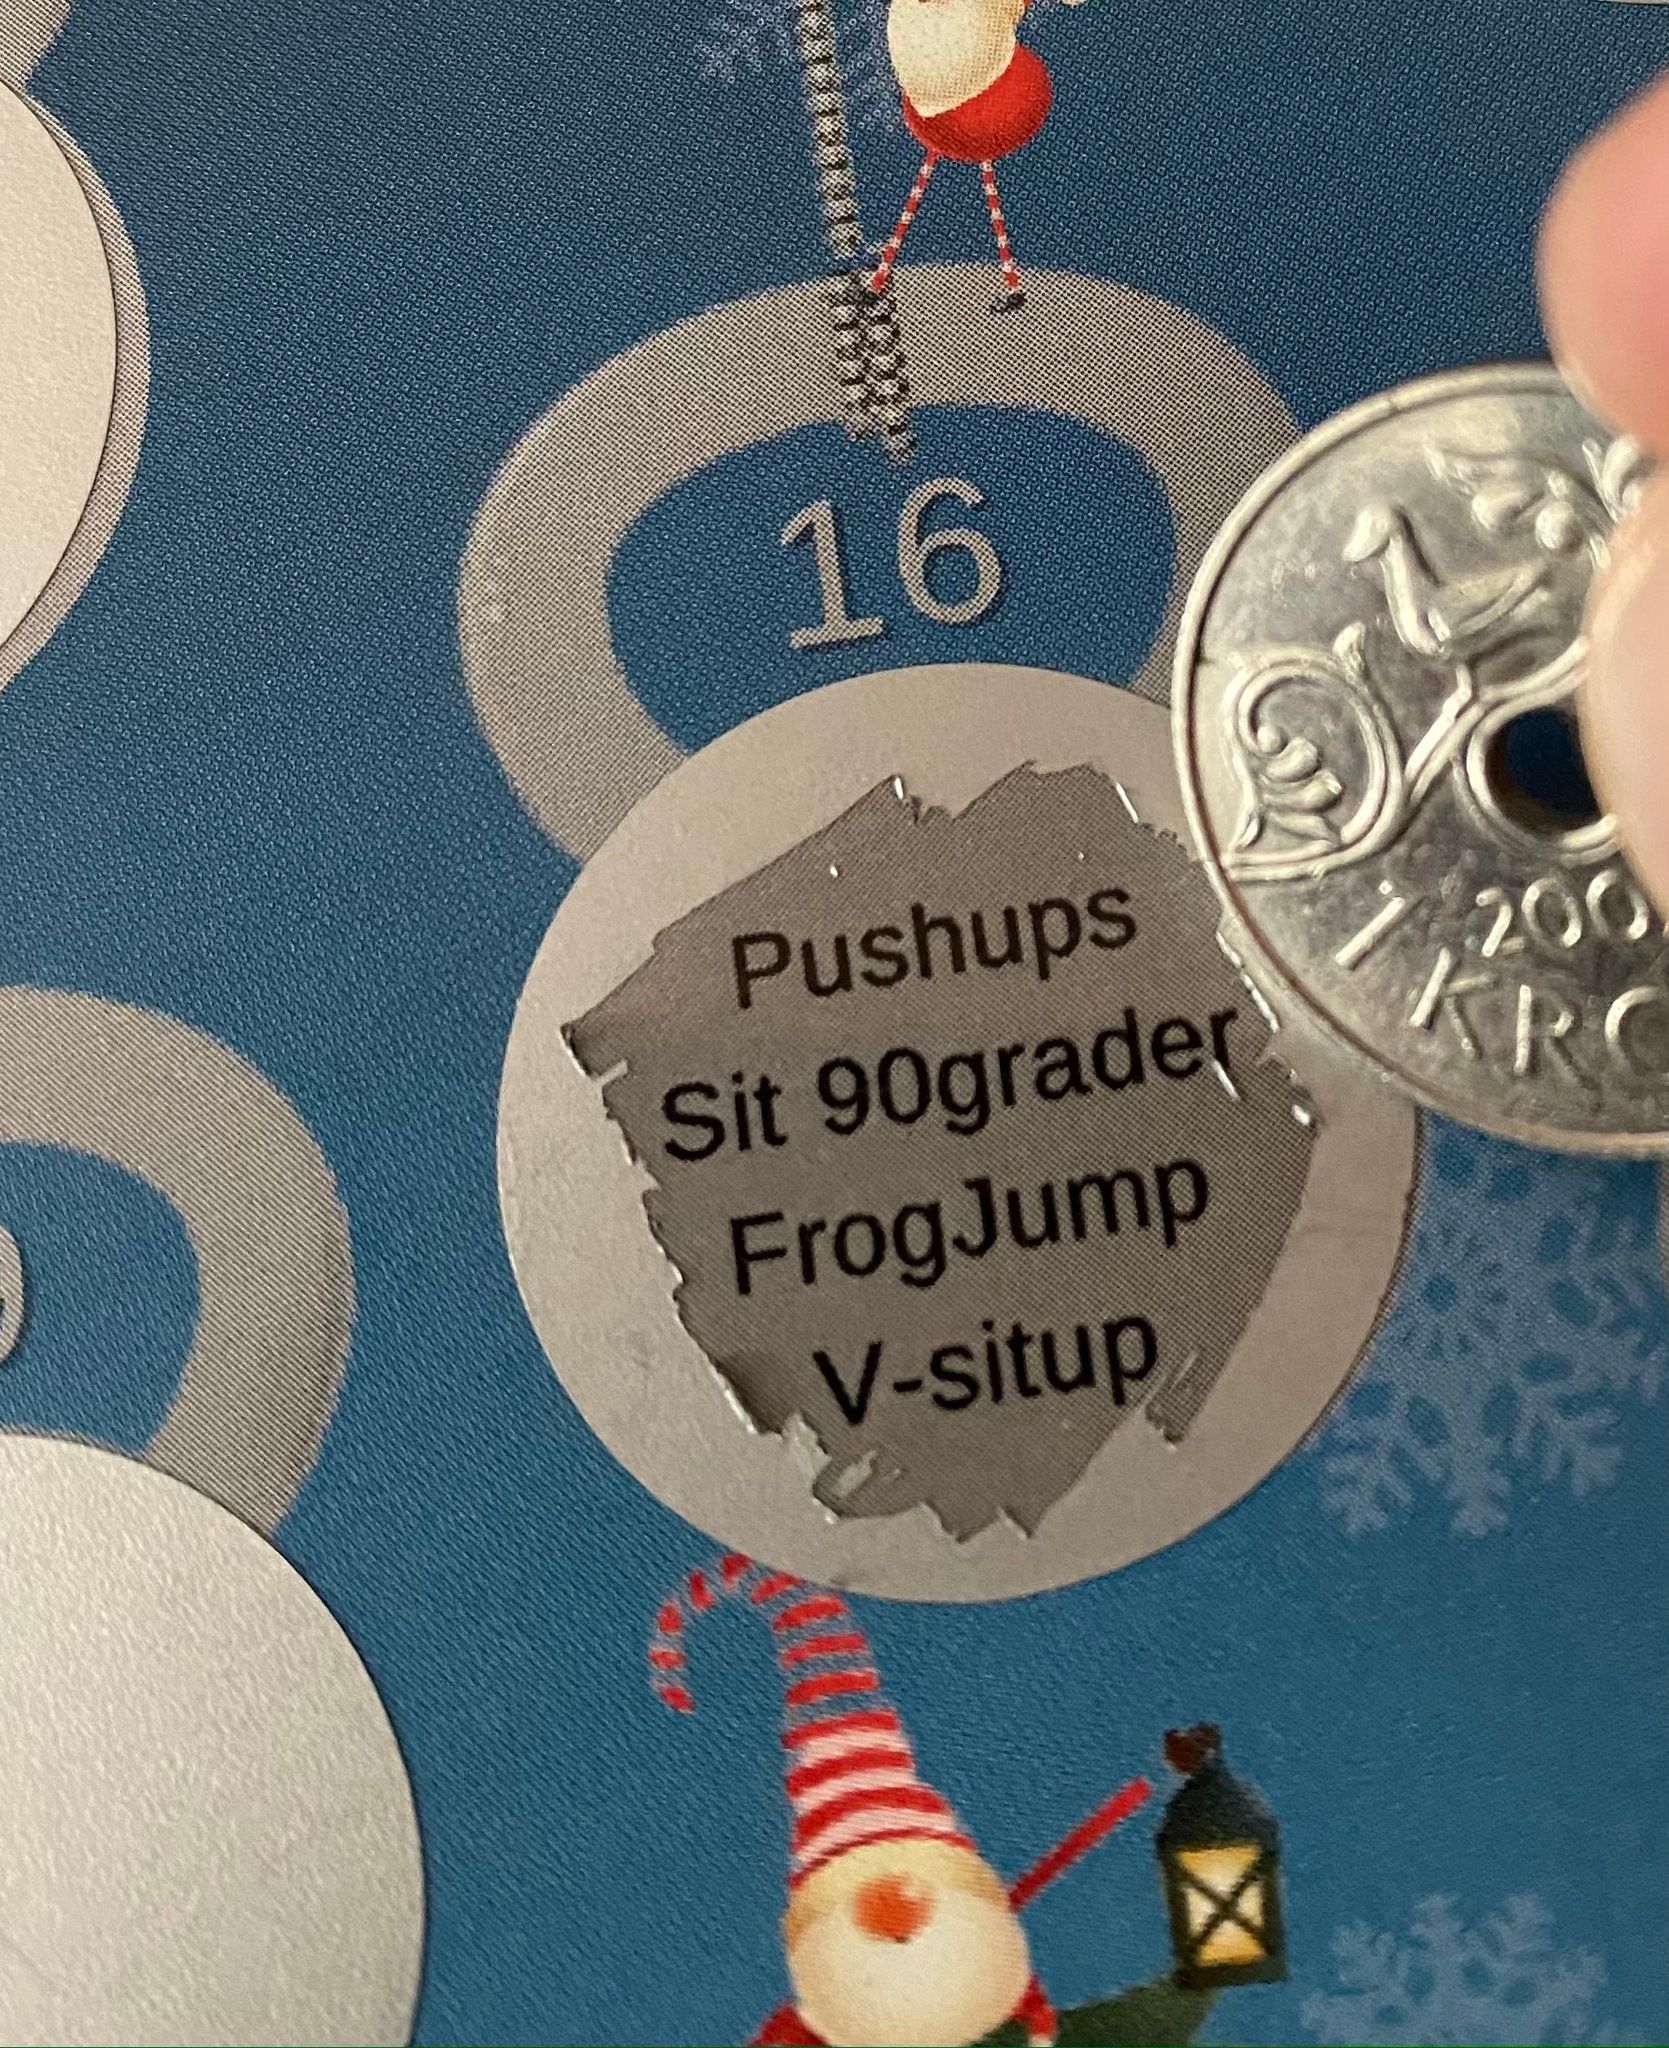 16
Pushups
Sit 90grader
FrogJump
V-situp
1 KR
200